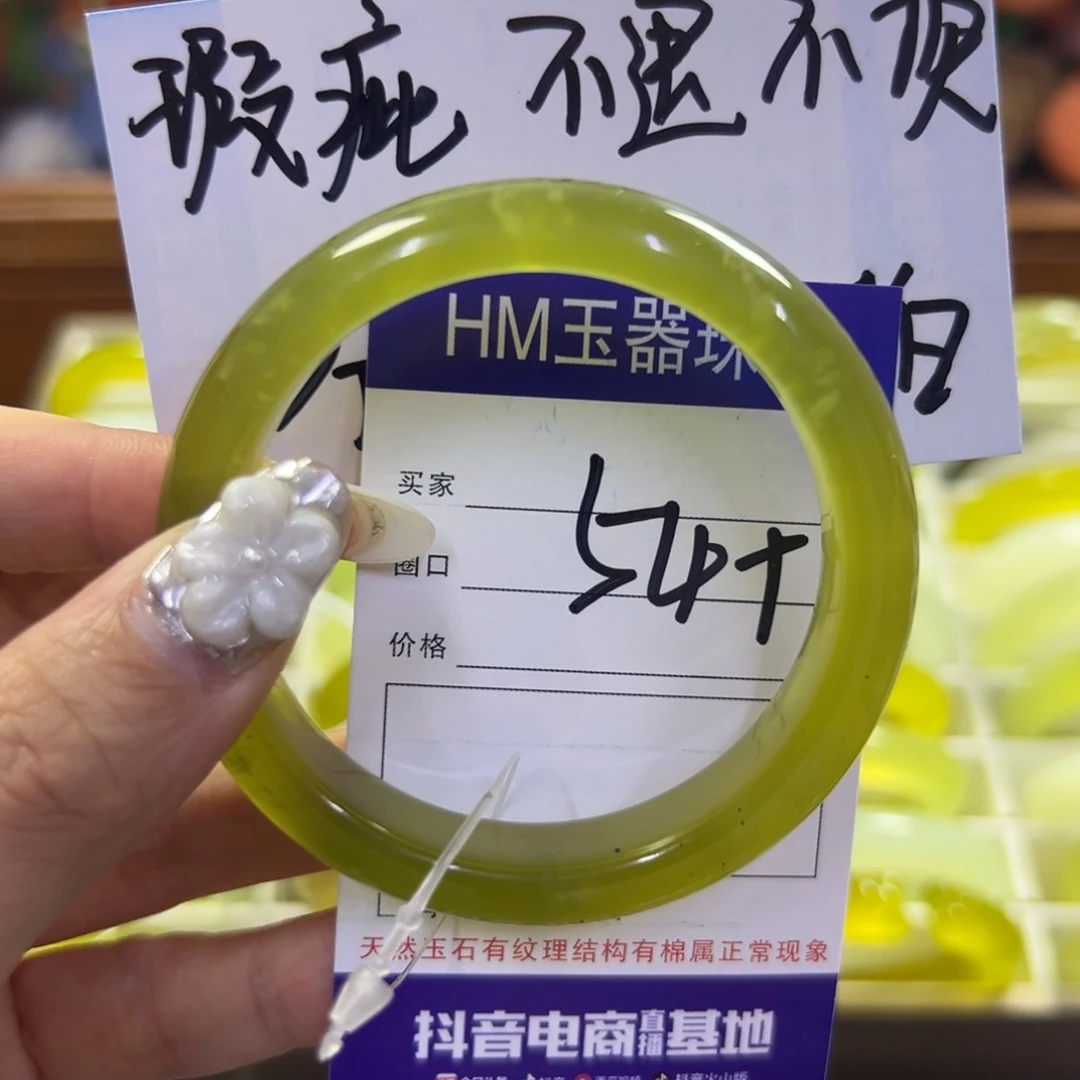 瑕疵 不退不换
HM玉器珠
买家
54+
圈口
价格
天然玉石有纹理结构有棉属正常现象
抖音电商直播基地